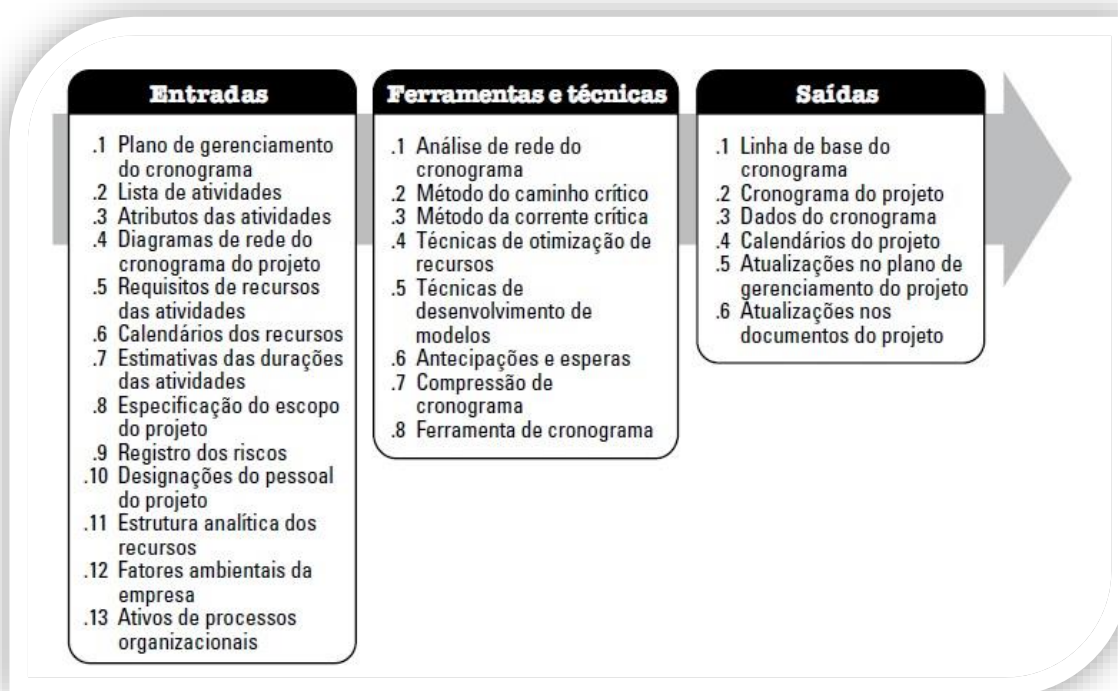 Entradas
.1 Plano de gerenciamento
do cronograma
.2 Lista de atividades
.3 Atributos das atividades
.4 Diagramas de rede do
cronograma do projeto
.5 Requisitos de recursos
das atividades
.6 Calendários dos recursos
.7 Estimativas das durações
das atividades
.8 Especificação do escopo
do projeto
.9 Registro dos riscos
.10 Designações do pessoal
do projeto
.11 Estrutura analítica dos
recursos
.12 Fatores ambientais da
empresa
.13 Ativos de processos
organizacionais
Ferramentas e técnicas
.1 Análise de rede do
cronograma
.2 Método do caminho crítico
.3 Método da corrente crítica
.4 Técnicas de otimização de
recursos
.5 Técnicas de
desenvolvimento de
modelos
.6 Antecipações e esperas
.7 Compressão de
cronograma
.8 Ferramenta de cronograma
Saídas
.1 Linha de base do
cronograma
.2 Cronograma do projeto
.3 Dados do cronograma
.4 Calendários do projeto
.5 Atualizações no plano de
gerenciamento do projeto
.6 Atualizações nos
documentos do projeto